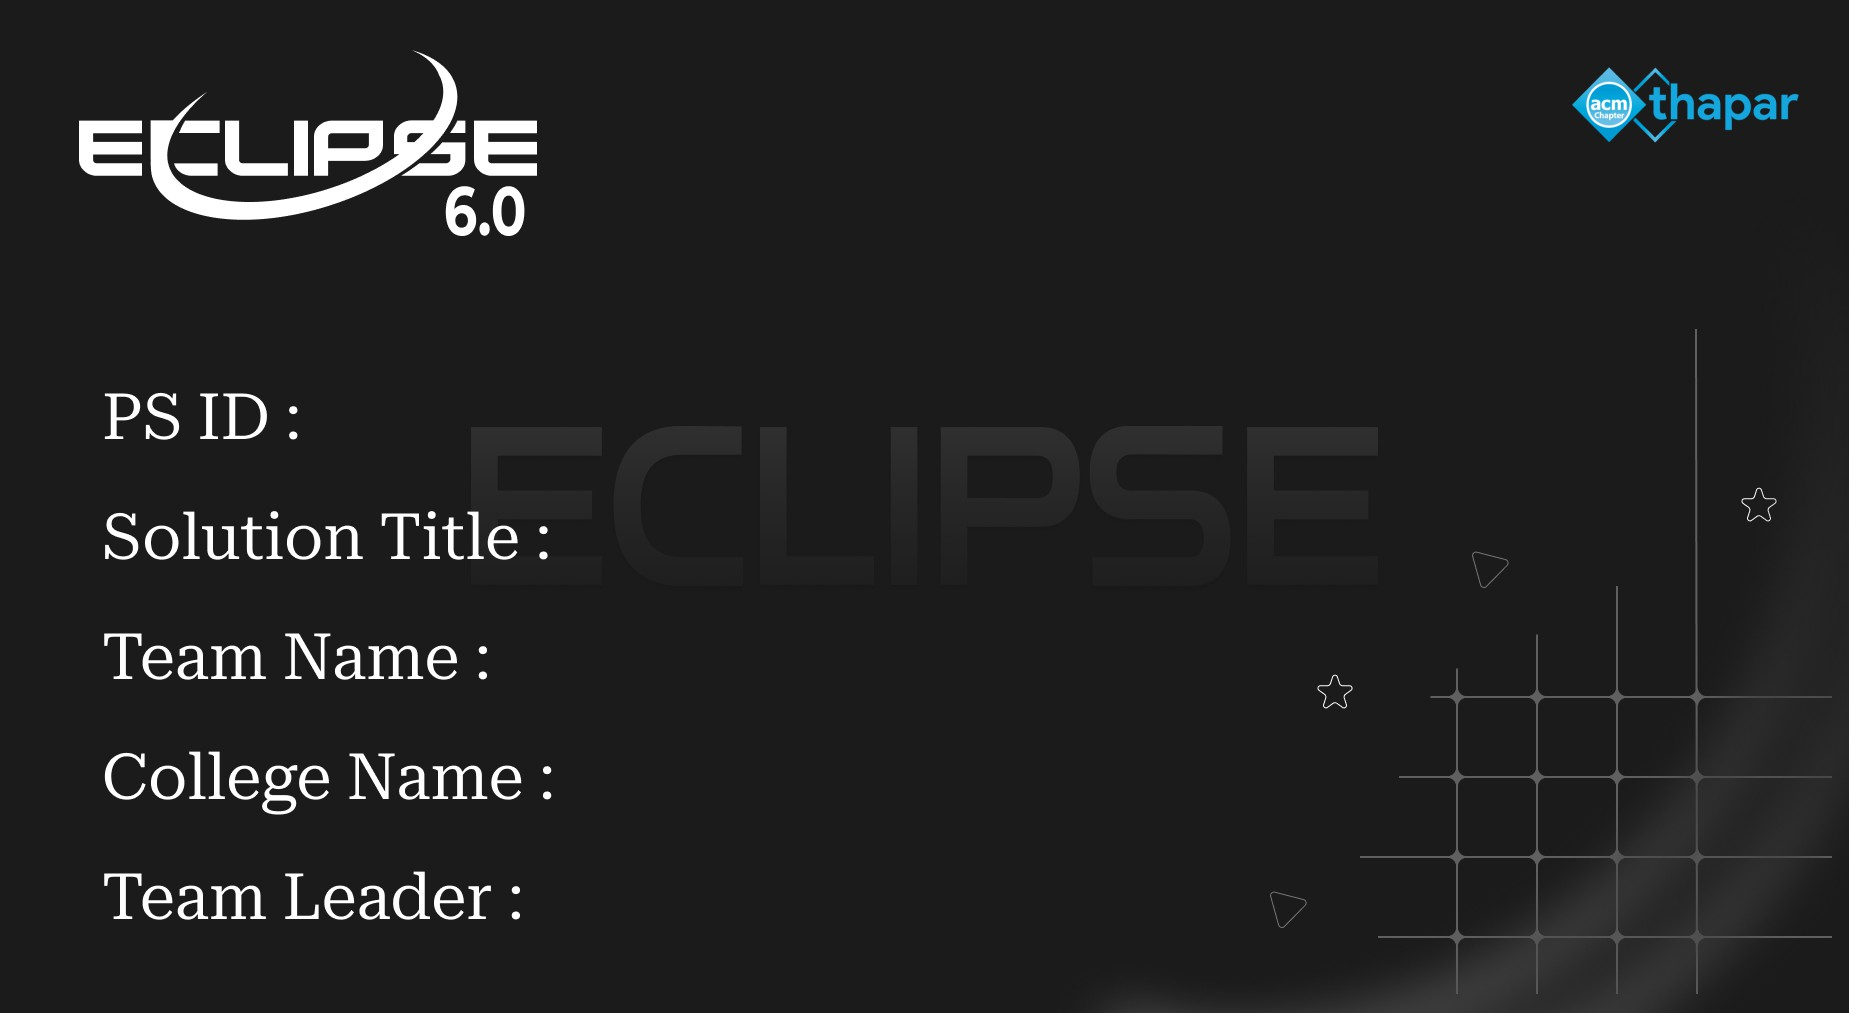 ECLIPSE
6.0
acm
Chapter
thapar
PS ID :
ECLIPSE
Solution Title :
Team Name :
College Name :
Team Leader :